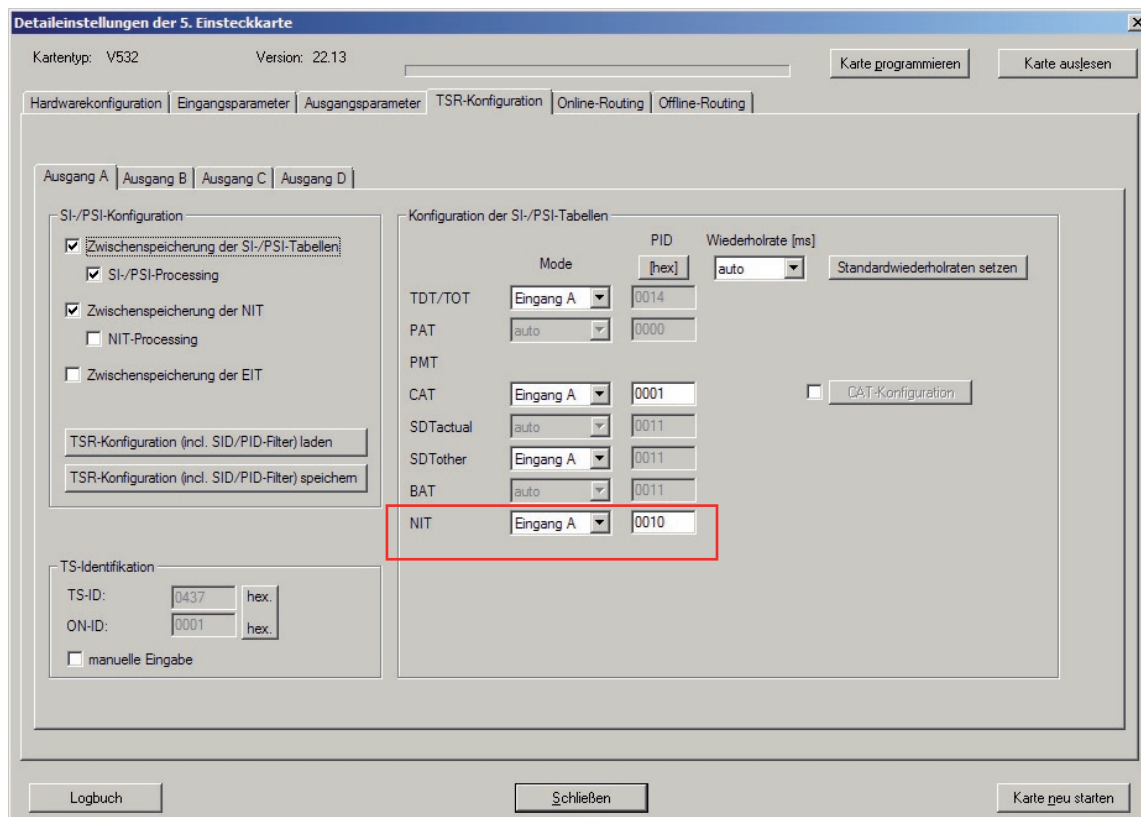 Detaileinstellungen der 5. Einsteckkarte
Kartentyp: V532 Version: 22.13 Karte programmieren Karte auslesen
Hardwarekonfiguration Eingangsparameter Ausgangsparameter TSR-Konfiguration Online-Routing Offline-Routing
Ausgang A Ausgang B Ausgang C Ausgang D
SI-/PSI-Konfiguration
Zwischenspeicherung der SI-/PSI-Tabellen
SI-/PSI-Processing
Zwischenspeicherung der NIT
NIT-Processing
Zwischenspeicherung der EIT
TSR-Konfiguration (incl. SID/PID-Filter) laden
TSR-Konfiguration (incl. SID/PID-Filter) speichern
TS-Identifikation
TS-ID: 0437 hex.
ON-ID: 0001 hex.
manuelle Eingabe
Konfiguration der SI-/PSI-Tabellen
PID Wiederholrate [ms]
Mode [hex] auto Standardwiederholraten setzen
TDT/TOT Eingang A 0014
PAT auto 0000
PMT
CAT Eingang A 0001 CAT-Konfiguration
SDTactual auto 0011
SDTother Eingang A 0011
BAT auto 0011
NIT Eingang A 0010
Logbuch Schließen Karte neu starten